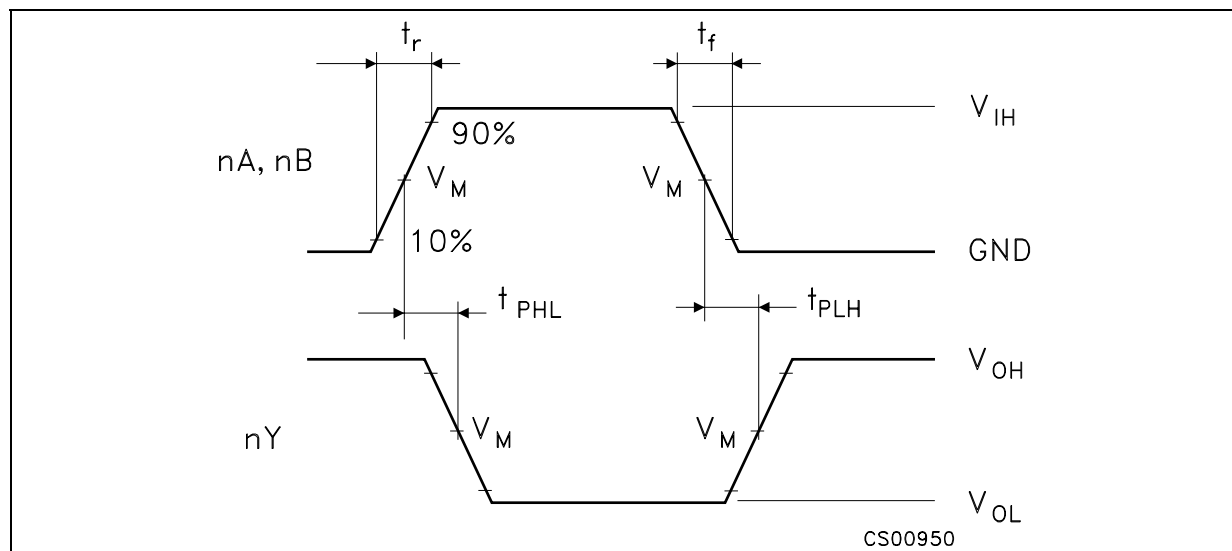 tr tf
VIH
90%
nA, nB VM VM
10% GND
tPHL tPLH
VOH
nY VM VM
VOL
CS00950